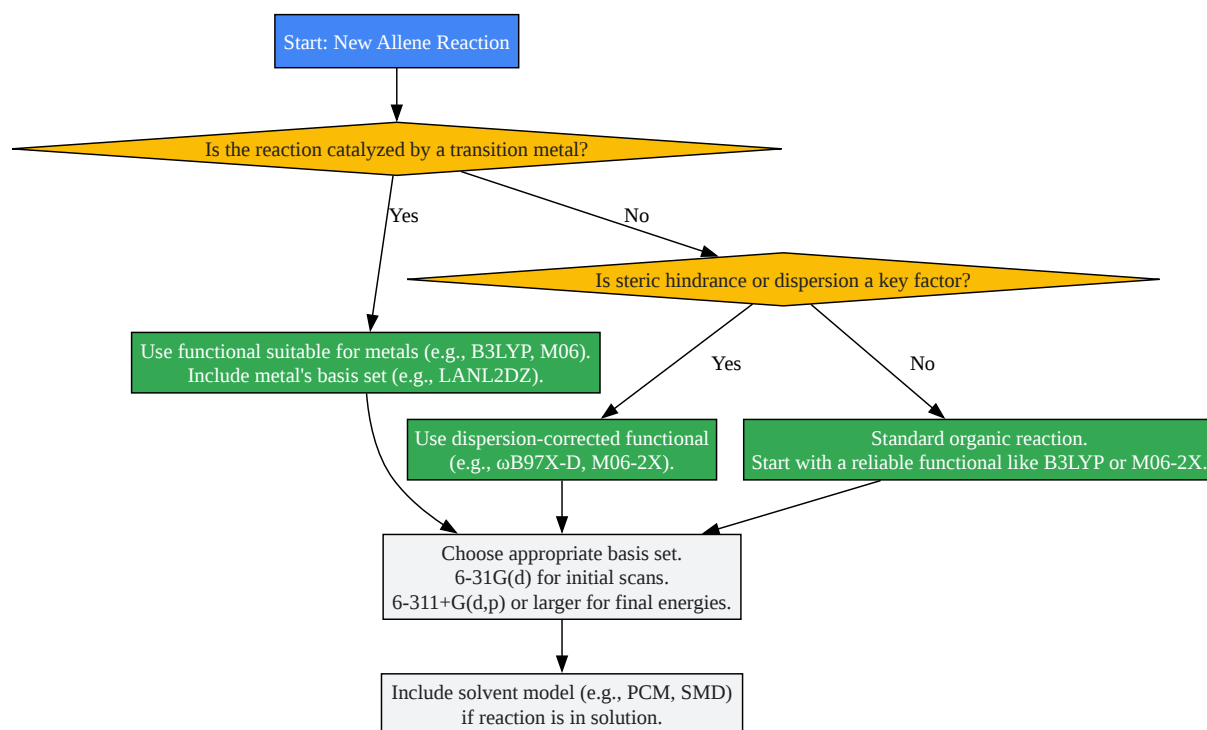 Start: New Allene Reaction
Is the reaction catalyzed by a transition metal?
Yes
No
Is steric hindrance or dispersion a key factor?
Use functional suitable for metals (e.g., B3LYP, M06).
Include metal's basis set (e.g., LANL2DZ).
Yes
No
Use dispersion-corrected functional
(e.g., ωB97X-D, M06-2X).
Standard organic reaction.
Start with a reliable functional like B3LYP or M06-2X.
Choose appropriate basis set.
6-31G(d) for initial scans.
6-311+G(d,p) or larger for final energies.
Include solvent model (e.g., PCM, SMD)
if reaction is in solution.